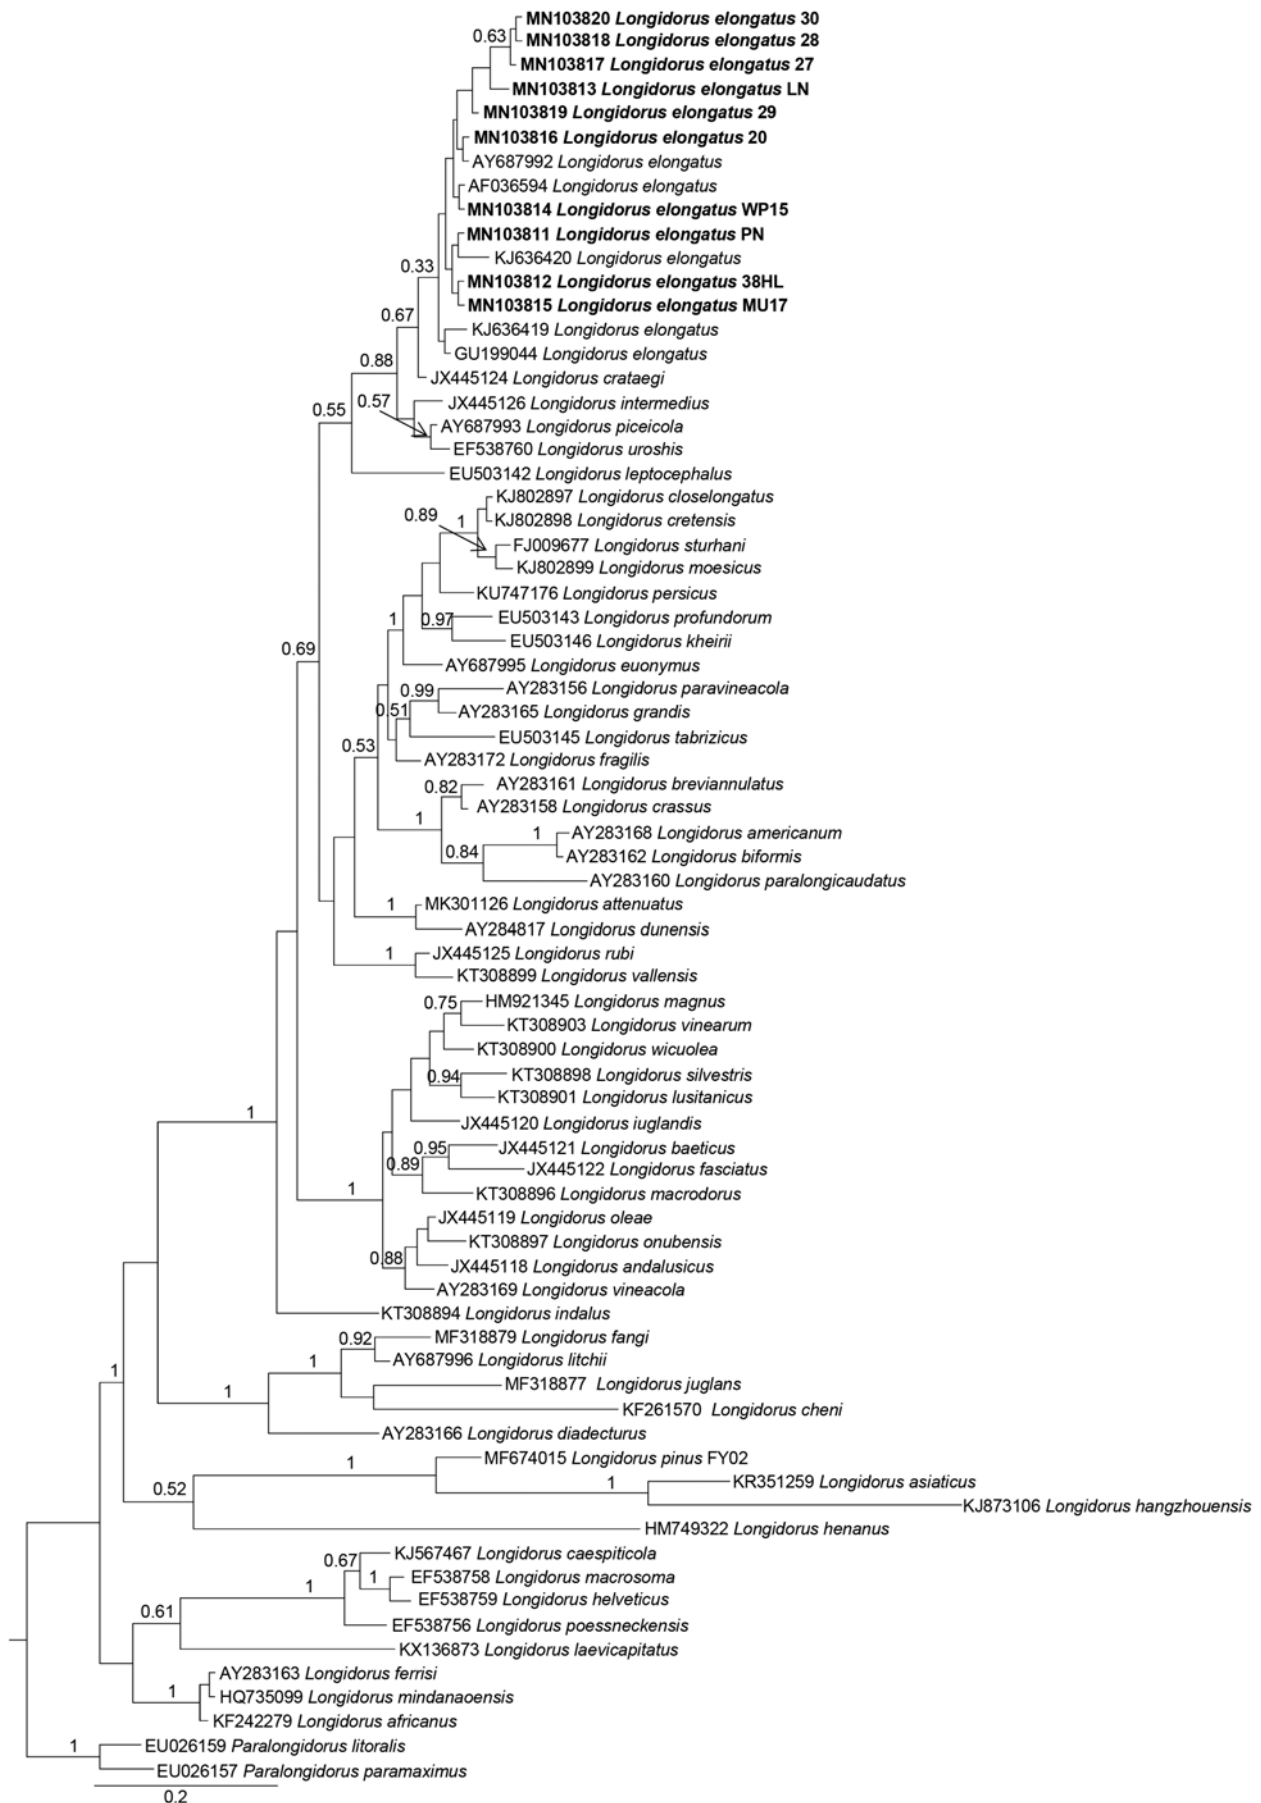 MN103820 Longidorus elongatus 30
0.63
MN103818 Longidorus elongatus 28
MN103817 Longidorus elongatus 27
MN103813 Longidorus elongatus LN
MN103819 Longidorus elongatus 29
MN103816 Longidorus elongatus 20
AY687992 Longidorus elongatus
AF036594 Longidorus elongatus
MN103814 Longidorus elongatus WP15
MN103811 Longidorus elongatus PN
KJ636420 Longidorus elongatus
0.33
MN103812 Longidorus elongatus 38HL
MN103815 Longidorus elongatus MU17
0.67
KJ636419 Longidorus elongatus
GU199044 Longidorus elongatus
0.88
JX445124 Longidorus crataegi
0.57
JX445126 Longidorus intermedius
0.55
AY687993 Longidorus piceicola
EF538760 Longidorus uroshis
EU503142 Longidorus leptocephalus
KJ802897 Longidorus closelongatus
0.89
1
KJ802898 Longidorus cretensis
FJ009677 Longidorus sturhani
KJ802899 Longidorus moesicus
KU747176 Longidorus persicus
1
0.97
EU503143 Longidorus profundorum
EU503146 Longidorus kheirii
0.69
AY687995 Longidorus euonymus
0.99
AY283156 Longidorus paravineacola
0.51
AY283165 Longidorus grandis
EU503145 Longidorus tabrizicus
0.53
AY283172 Longidorus fragilis
0.82
AY283161 Longidorus breviannulatus
AY283158 Longidorus crassus
1
1
AY283168 Longidorus americanum
0.84
AY283162 Longidorus biformis
AY283160 Longidorus paralongicaudatus
1
MK301126 Longidorus attenuatus
AY284817 Longidorus dunensis
1
JX445125 Longidorus rubi
KT308899 Longidorus vallensis
0.75
HM921345 Longidorus magnus
KT308903 Longidorus vinearum
KT308900 Longidorus wicuolea
0.94
KT308898 Longidorus silvestris
KT308901 Longidorus lusitanicus
1
JX445120 Longidorus iuglandis
0.95
JX445121 Longidorus baeticus
0.89
JX445122 Longidorus fasciatus
1
KT308896 Longidorus macrodorus
JX445119 Longidorus oleae
KT308897 Longidorus onubensis
0.88
JX445118 Longidorus andalusicus
AY283169 Longidorus vineacola
KT308894 Longidorus indalus
0.92
MF318879 Longidorus fangi
1
1
AY687996 Longidorus litchii
1
MF318877 Longidorus juglans
KF261570 Longidorus cheni
AY283166 Longidorus diadecturus
1
MF674015 Longidorus pinus FY02
0.52
1
KR351259 Longidorus asiaticus
KJ873106 Longidorus hangzhouensis
HM749322 Longidorus henanus
0.67
KJ567467 Longidorus caespiticola
1
1
EF538758 Longidorus macrosoma
EF538759 Longidorus helveticus
0.61
EF538756 Longidorus poessneckensis
KX136873 Longidorus laevicapitatus
AY283163 Longidorus ferrisi
1
HQ735099 Longidorus mindanaoensis
KF242279 Longidorus africanus
1
EU026159 Paralongidorus litoralis
EU026157 Paralongidorus paramaximus
0.2